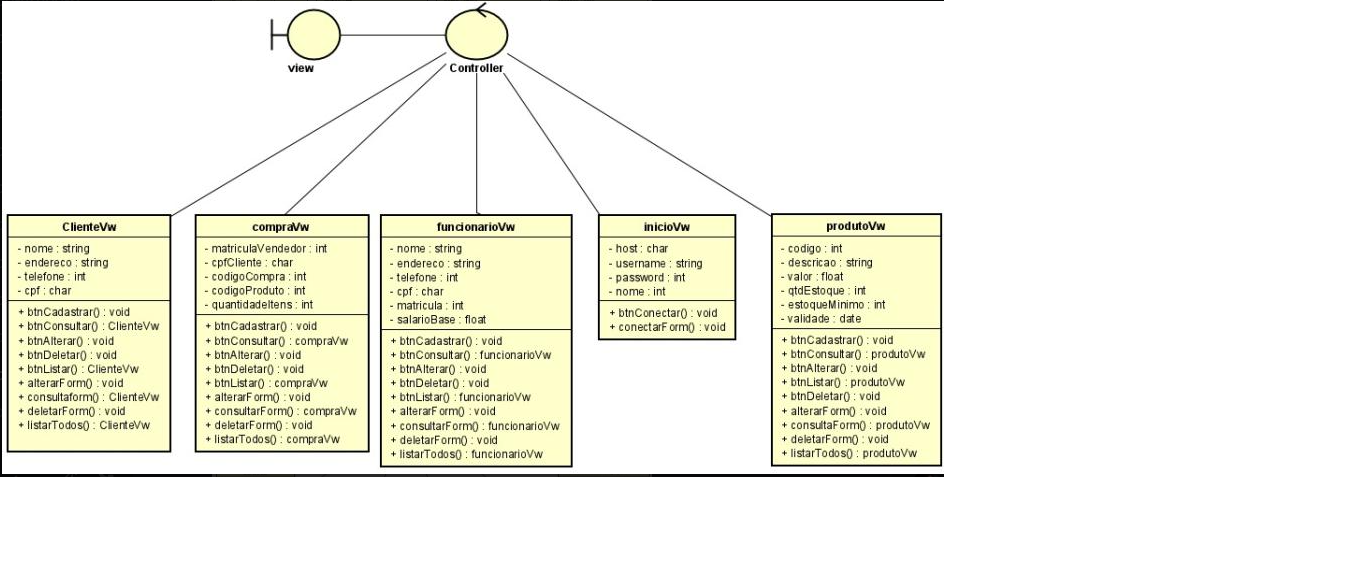 view
Controller
ClienteVw
- nome : string
- endereco : string
- telefone : int
- cpf : char
+ btnCadastrar() : void
+ btnConsultar() : ClienteVw
+ btnAlterar() : void
+ btnDeletar() : void
+ btnListar() : ClienteVw
+ alterarForm() : void
+ consultaform() : ClienteVw
+ deletarForm() : void
+ listarTodos() : ClienteVw
compraVw
- matriculaVendedor : int
- cpfCliente : char
- codigoCompra : int
- codigoProduto : int
- quantidadeItens : int
+ btnCadastrar() : void
+ btnConsultar() : compraVw
+ btnAlterar() : void
+ btnDeletar() : void
+ btnListar() : compraVw
+ alterarForm() : void
+ consultarForm() : compraVw
+ deletarForm() : void
+ listarTodos() : compraVw
funcionarioVw
- nome : string
- endereco : string
- telefone : int
- cpf : char
- matricula : int
- salarioBase : float
+ btnCadastrar() : void
+ btnConsultar() : funcionarioVw
+ btnAlterar() : void
+ btnDeletar() : void
+ btnListar() : funcionarioVw
+ alterarForm() : void
+ consultarForm() : funcionarioVw
+ deletarForm() : void
+ listarTodos() : funcionarioVw
inicioVw
- host : char
- username : string
- password : int
- nome : int
+ btnConectar() : void
+ conectarForm() : void
produtoVw
- codigo : int
- descricao : string
- valor : float
- qtdEstoque : int
- estoqueMinimo : int
- validade : date
+ btnCadastrar() : void
+ btnConsultar() : produtoVw
+ btnAlterar() : void
+ btnListar() : produtoVw
+ btnDeletar() : void
+ alterarForm() : void
+ consultaForm() : produtoVw
+ deletarForm() : void
+ listarTodos() : produtoVw